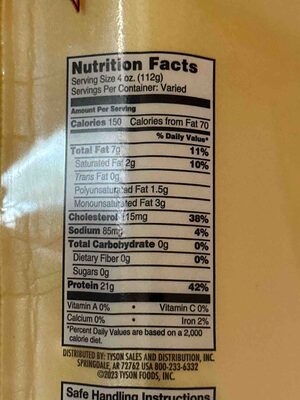 Nutrition Facts
Serving Size 4 oz. (112g)
Servings Per Container: Varied
Amount Per Serving
Calories 150 Calories from Fat 70
% Daily Value*
Total Fat 7g 11%
Saturated Fat 2g 10%
Trans Fat 0g
Polyunsaturated Fat 1.5g
Monounsaturated Fat 3g
Cholesterol 115mg 38%
Sodium 85mg 4%
Total Carbohydrate 0g 0%
Dietary Fiber 0g 0%
Sugars 0g
Protein 21g 42%
Vitamin A 0% • Vitamin C 0%
Calcium 0% • Iron 2%
*Percent Daily Values are based on a 2,000
calorie diet.
DISTRIBUTED BY: TYSON SALES AND DISTRIBUTION, INC.
SPRINGDALE, AR 72762 USA 800-233-6332
©2023 TYSON FOODS, INC.
Safe Handling Instructions